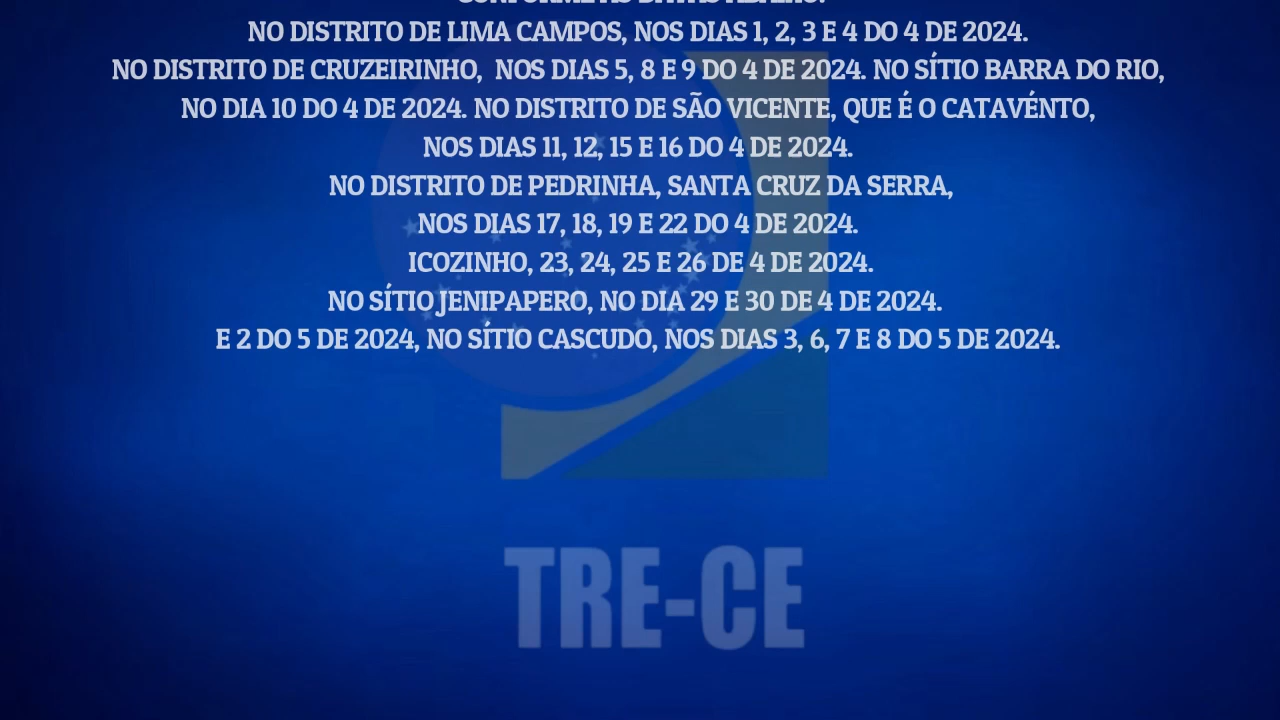 NO DISTRITO DE LIMA CAMPOS, NOS DIAS 1, 2, 3 E 4 DO 4 DE 2024.
NO DISTRITO DE CRUZEIRINHO, NOS DIAS 5, 8 E 9 DO 4 DE 2024. NO SÍTIO BARRA DO RIO,
NO DIA 10 DO 4 DE 2024. NO DISTRITO DE SÃO VICENTE, QUE É O CATAVÉNTO,
NOS DIAS 11, 12, 15 E 16 DO 4 DE 2024.
NO DISTRITO DE PEDRINHA, SANTA CRUZ DA SERRA,
NOS DIAS 17, 18, 19 E 22 DO 4 DE 2024.
ICOZINHO, 23, 24, 25 E 26 DE 4 DE 2024.
NO SÍTIO JENIPAPERO, NO DIA 29 E 30 DE 4 DE 2024.
E 2 DO 5 DE 2024, NO SÍTIO CASCUDO, NOS DIAS 3, 6, 7 E 8 DO 5 DE 2024.
TRE-CE